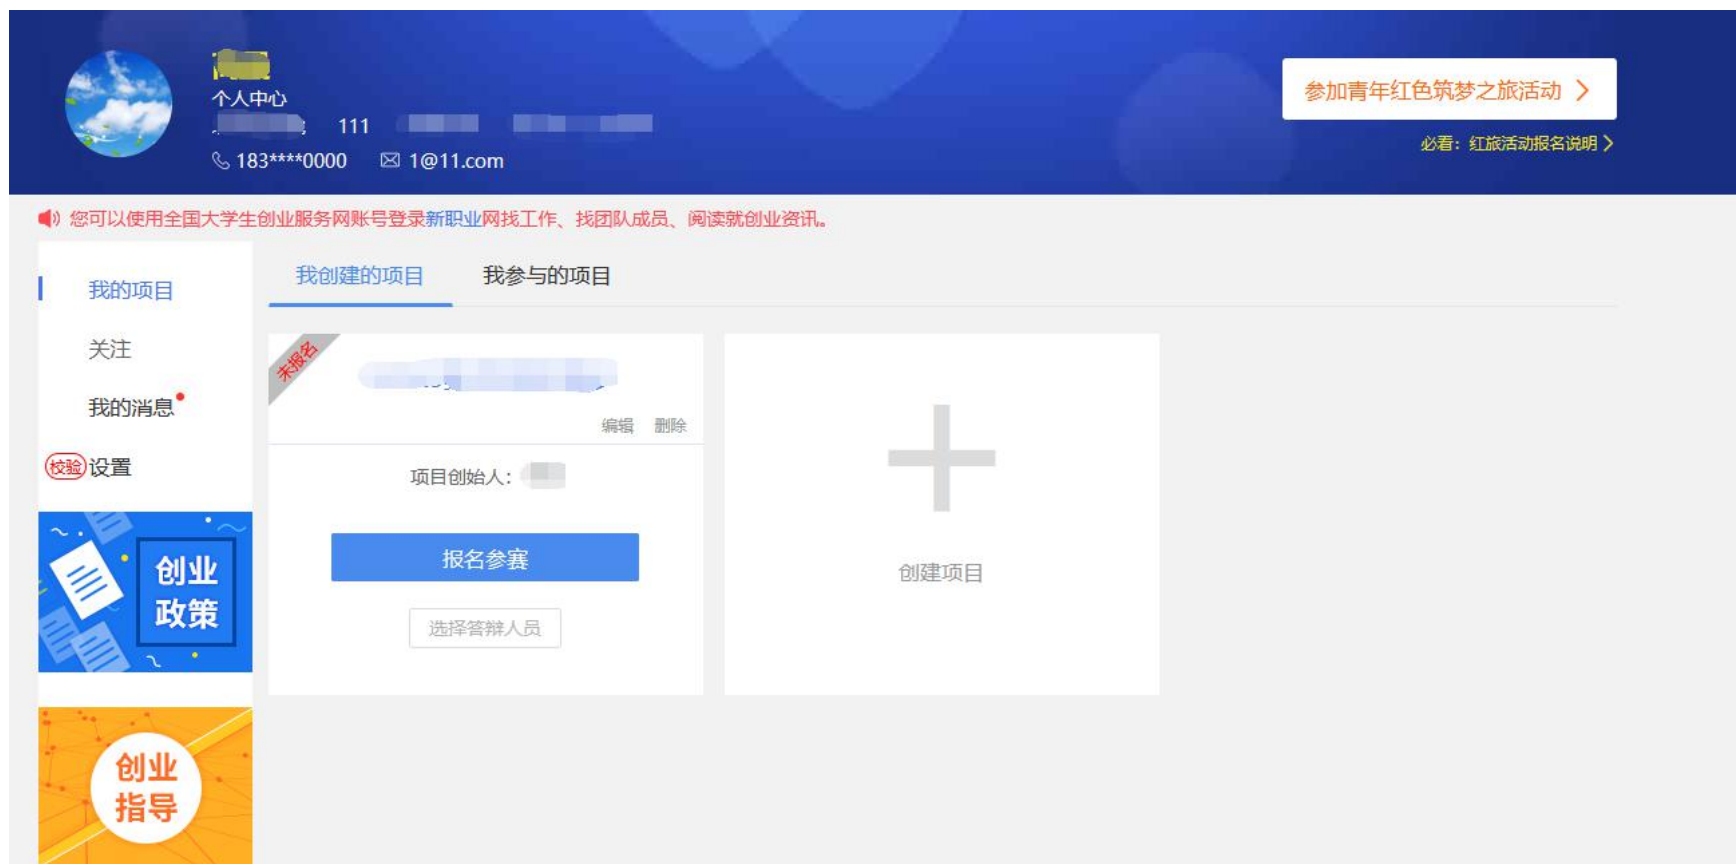 个人中心
参加青年红色筑梦之旅活动
111
必看：红旅活动报名说明
183****0000 1@11.com
您可以使用全国大学生创业服务网账号登录新职业网找工作、找团队成员、阅读就创业资讯。
我的项目
关注
我的消息
校验 设置
创业
政策
创业
指导
我创建的项目 我参与的项目
未报名
编辑 删除
项目创始人：
报名参赛
选择答辩人员
创建项目